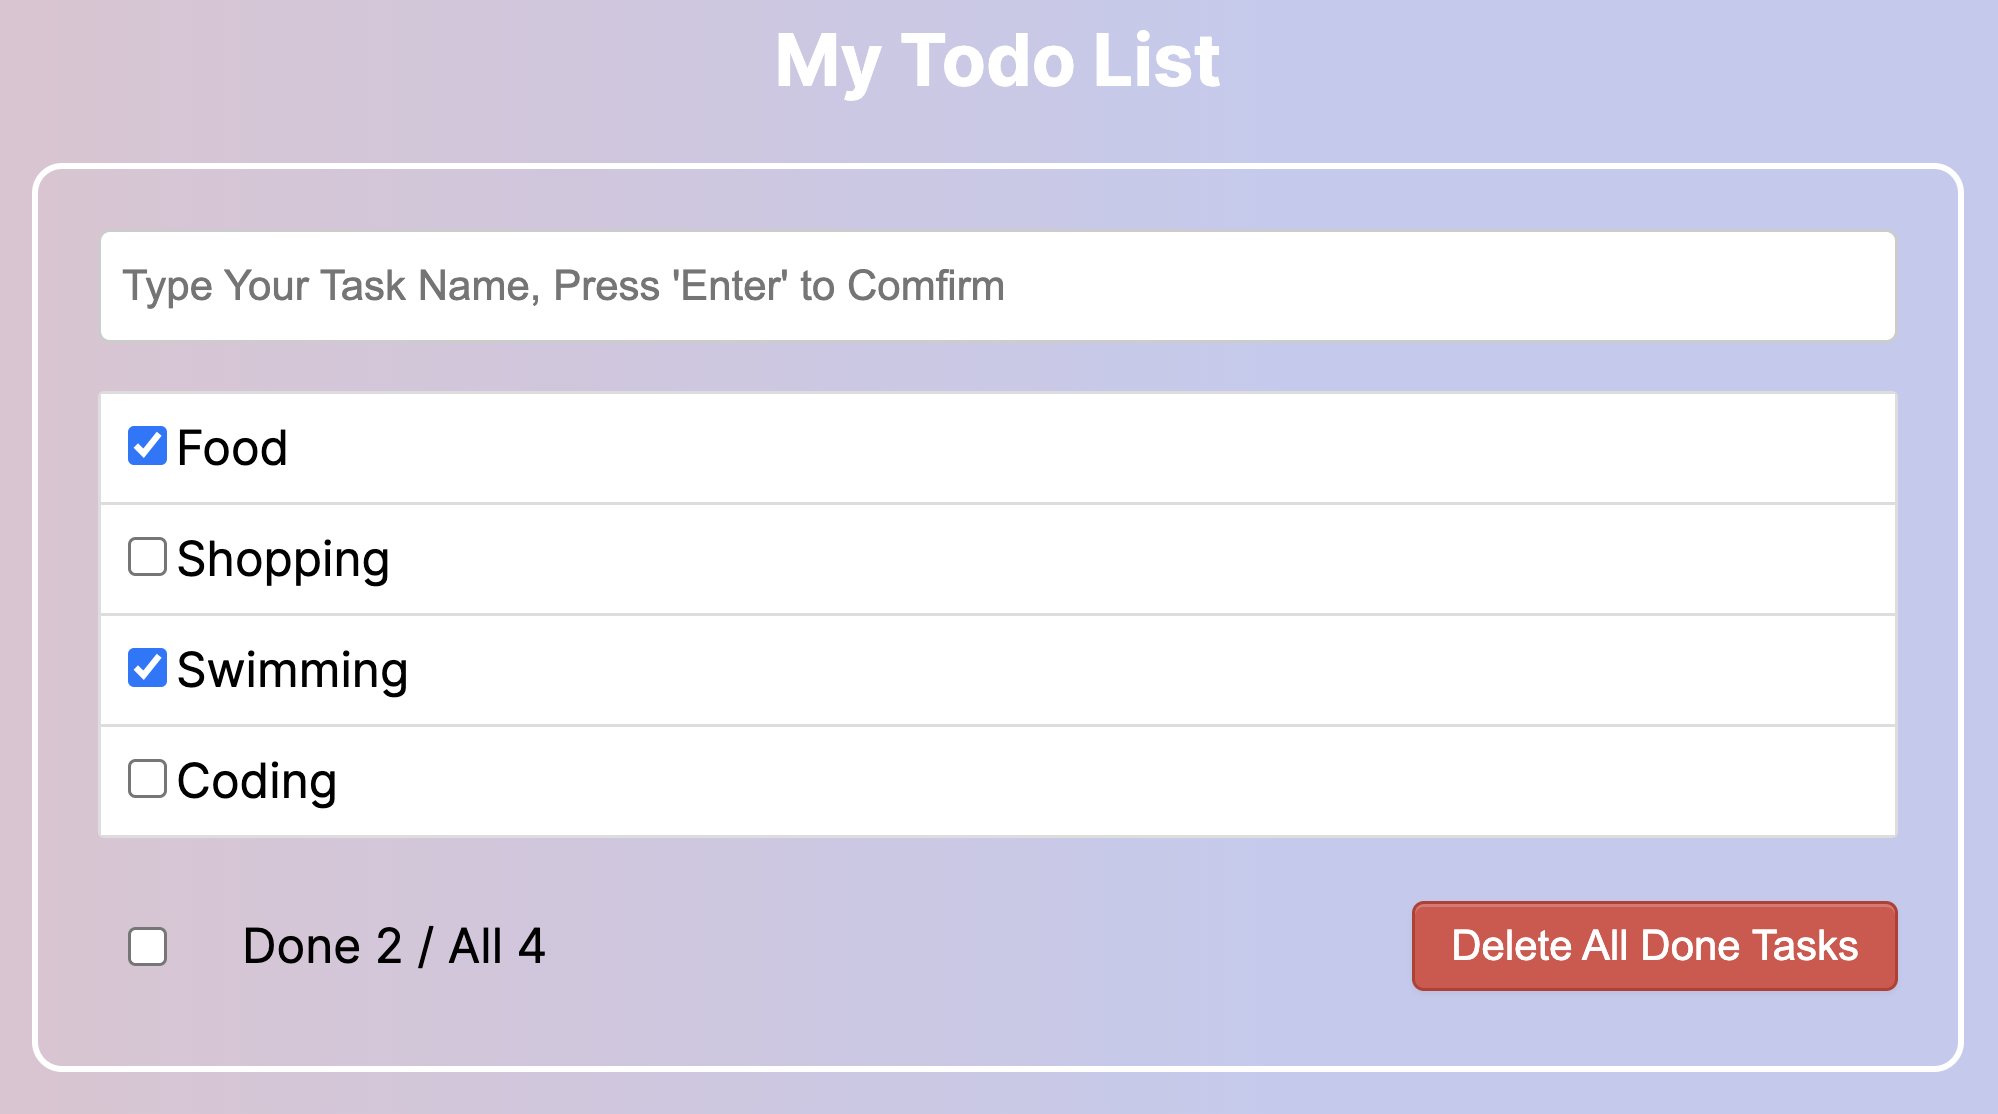 My Todo List
Type Your Task Name, Press 'Enter' to Comfirm
Food
Shopping
Swimming
Coding
Done 2 / All 4
Delete All Done Tasks